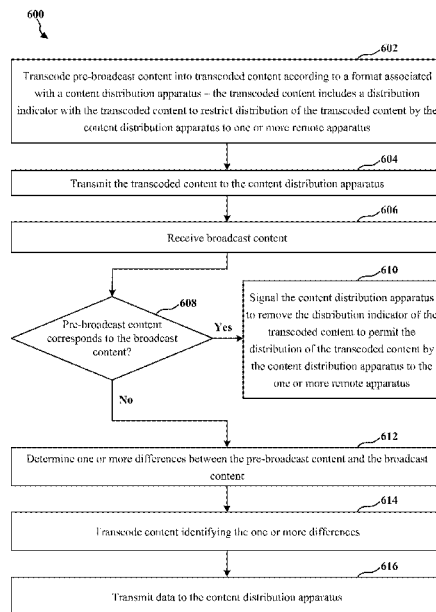 600
602
Transcode pre-broadcast content into transcoded content according to a format associated
with a content distribution apparatus – the transcoded content includes a distribution
indicator with the transcoded content to restrict distribution of the transcoded content by the
content distribution apparatus to one or more remote apparatus
604
Transmit the transcoded content to the content distribution apparatus
606
Receive broadcast content
608
Pre-broadcast content
corresponds to the broadcast
content?
Yes
610
Signal the content distribution apparatus
to remove the distribution indicator of the
transcoded content to permit the
distribution of the transcoded content by
the content distribution apparatus to the
one or more remote apparatus
No
612
Determine one or more differences between the pre-broadcast content and the broadcast
content
614
Transcode content identifying the one or more differences
616
Transmit data to the content distribution apparatus